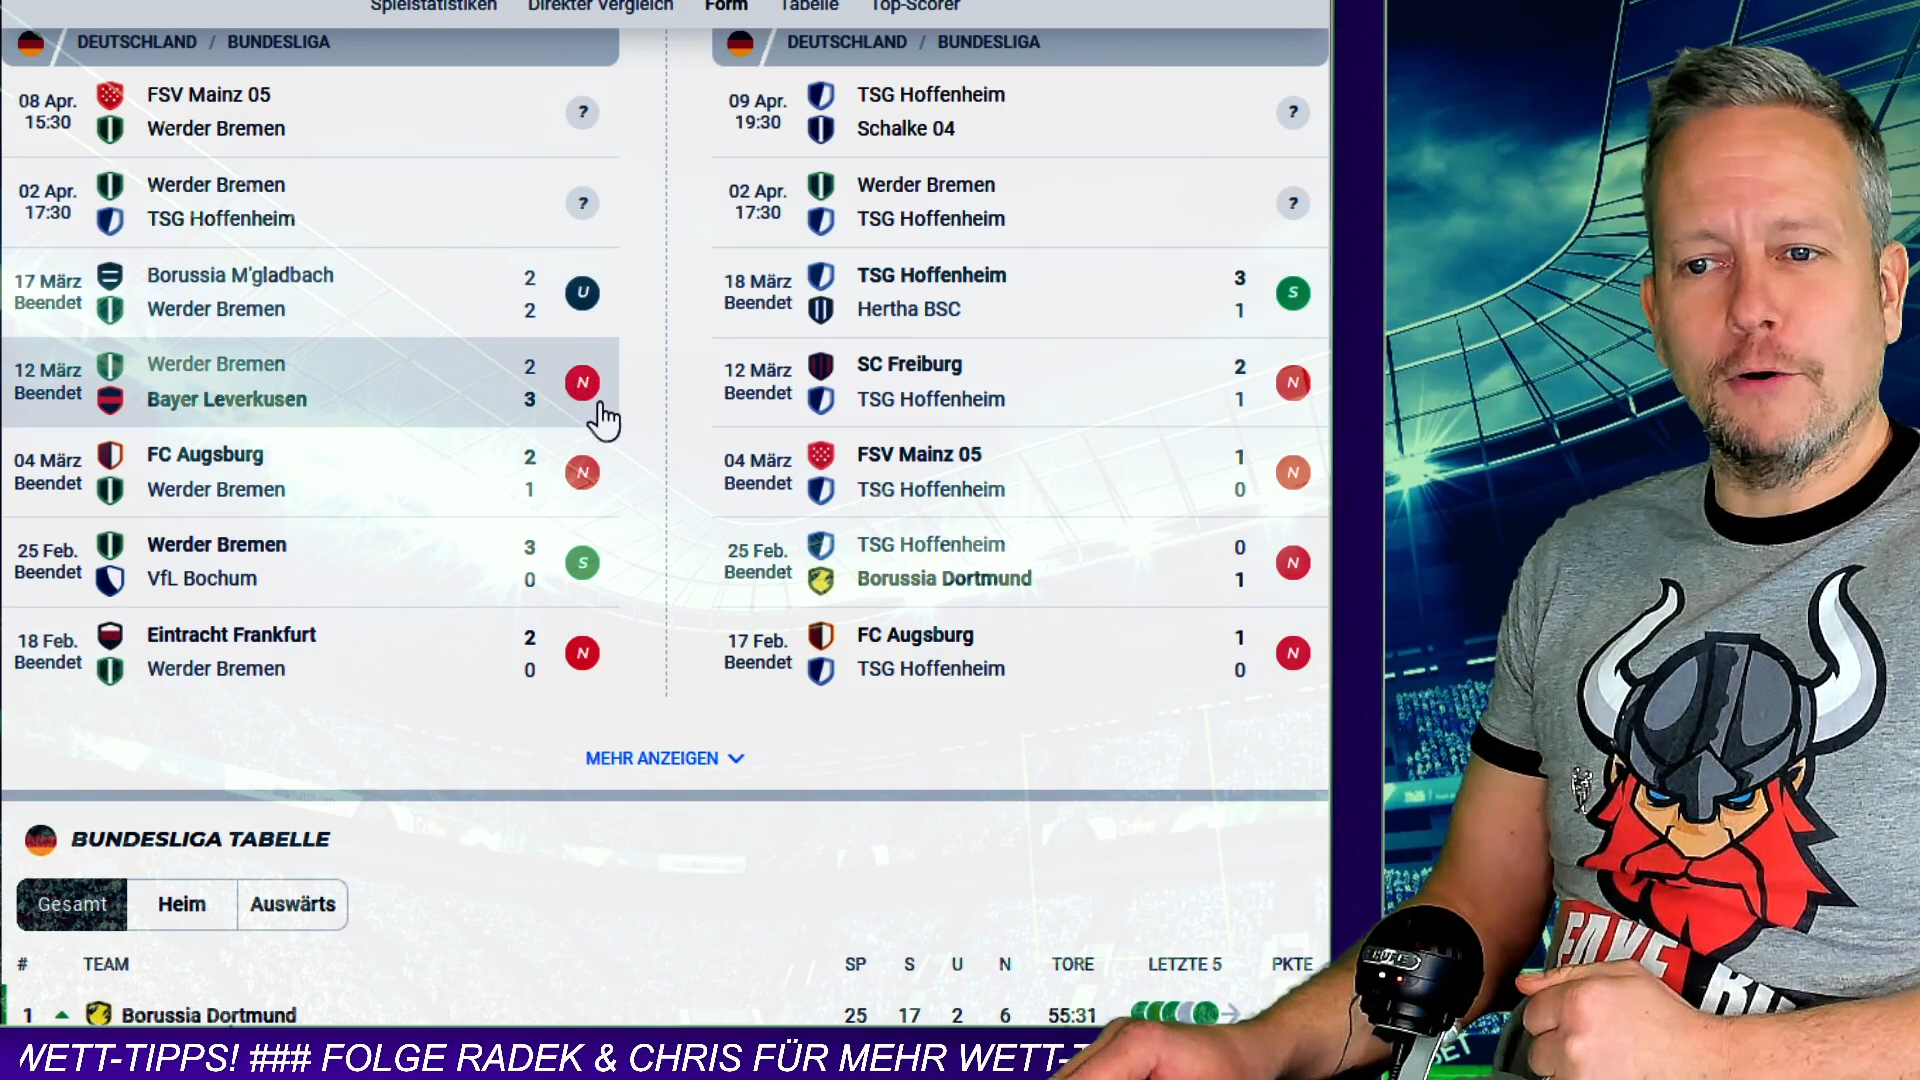 Spielstatistiken Direkter Vergleich Form Tabelle Top-Scorer
DEUTSCHLAND / BUNDESLIGA
08 Apr.
15:30
FSV Mainz 05
Werder Bremen
?
02 Apr.
17:30
Werder Bremen
TSG Hoffenheim
?
17 März
Beendet
Borussia M'gladbach 2
Werder Bremen 2
U
12 März
Beendet
Werder Bremen 2
Bayer Leverkusen 3
N
04 März
Beendet
FC Augsburg 2
Werder Bremen 1
N
25 Feb.
Beendet
Werder Bremen 3
VfL Bochum 0
S
18 Feb.
Beendet
Eintracht Frankfurt 2
Werder Bremen 0
N
DEUTSCHLAND / BUNDESLIGA
09 Apr.
19:30
TSG Hoffenheim
Schalke 04
?
02 Apr.
17:30
Werder Bremen
TSG Hoffenheim
?
18 März
Beendet
TSG Hoffenheim 3
Hertha BSC 1
S
12 März
Beendet
SC Freiburg 2
TSG Hoffenheim 1
N
04 März
Beendet
FSV Mainz 05 1
TSG Hoffenheim 0
N
25 Feb.
Beendet
TSG Hoffenheim 0
Borussia Dortmund 1
N
17 Feb.
Beendet
FC Augsburg 1
TSG Hoffenheim 0
N
MEHR ANZEIGEN
BUNDESLIGA TABELLE
Gesamt Heim Auswärts
# TEAM SP S U N TORE LETZTE 5 PKTE
1 Borussia Dortmund 25 17 2 6 55:31
WETT-TIPPS! ### FOLGE RADEK & CHRIS FÜR MEHR WETT-T
SHURE